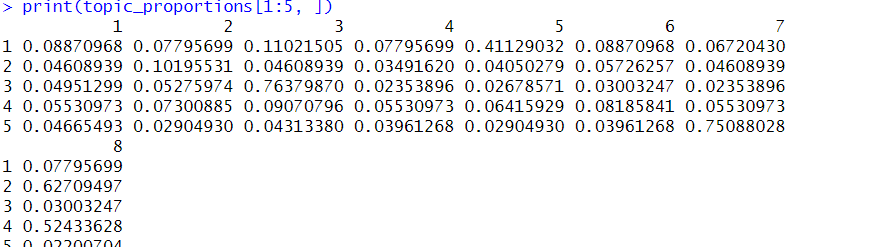 > print(topic_proportions[1:5, ])
1 2 3 4 5 6 7
1 0.08870968 0.07795699 0.11021505 0.07795699 0.41129032 0.08870968 0.06720430
2 0.04608939 0.10195531 0.04608939 0.03491620 0.04050279 0.05726257 0.04608939
3 0.04951299 0.05275974 0.76379870 0.02353896 0.02678571 0.03003247 0.02353896
4 0.05530973 0.07300885 0.09070796 0.05530973 0.06415929 0.08185841 0.05530973
5 0.04665493 0.02904930 0.04313380 0.03961268 0.02904930 0.03961268 0.75088028
8
1 0.07795699
2 0.62709497
3 0.03003247
4 0.52433628
5 0.02200704